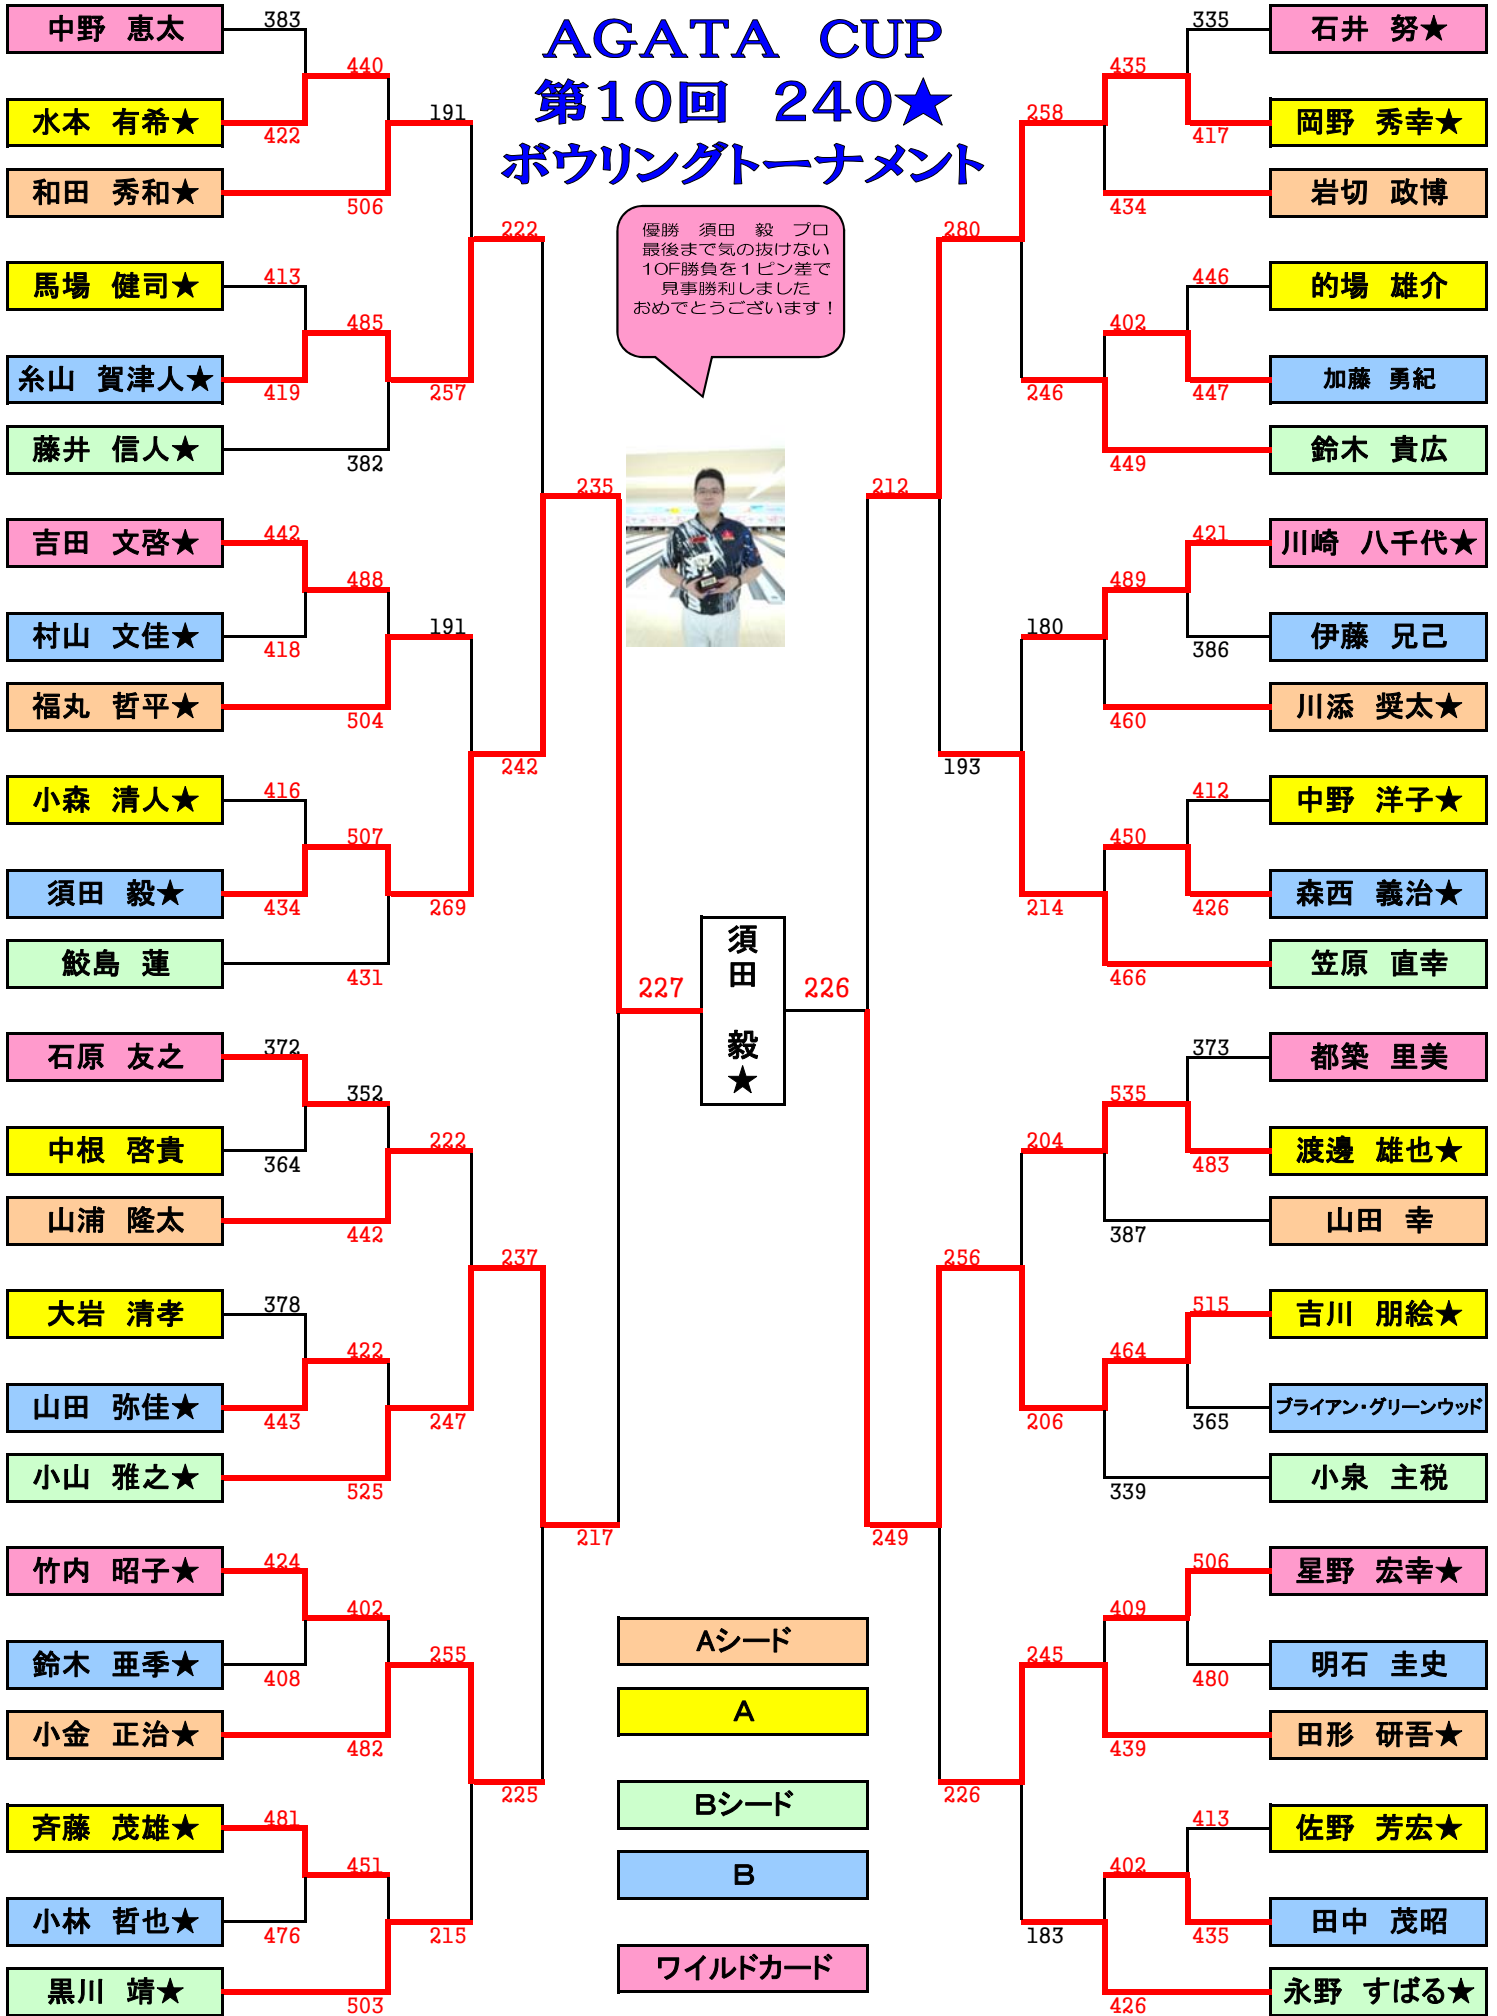 AGATA CUP
第10回 240★
ボウリングトーナメント
優勝 須田 毅 プロ
最後まで気の抜けない
10F勝負を1ピン差で
見事勝利しました
おめでとうございます！
中野 恵太
383
440
水本 有希★
422
191
和田 秀和★
506
222
馬場 健司★
413
485
糸山 賀津人★
419
257
藤井 信人★
382
235
吉田 文啓★
442
488
村山 文佳★
418
191
福丸 哲平★
504
242
小森 清人★
416
507
須田 毅★
434
269
鮫島 蓮
431
227
石原 友之
372
352
中根 啓貴
364
222
山浦 隆太
442
237
大岩 清孝
378
422
山田 弥佳★
443
247
小山 雅之★
525
217
竹内 昭子★
424
402
鈴木 亜季★
408
255
小金 正治★
482
225
斉藤 茂雄★
481
451
小林 哲也★
476
215
黒川 靖★
503
須田 毅★
226
335
石井 努★
435
258
417
岡野 秀幸★
434
岩切 政博
280
446
的場 雄介
402
246
447
加藤 勇紀
449
鈴木 貴広
212
421
川崎 八千代★
489
180
386
伊藤 兄己
460
川添 奨太★
193
412
中野 洋子★
450
214
426
森西 義治★
466
笠原 直幸
373
都築 里美
535
204
483
渡邊 雄也★
387
山田 幸
256
515
吉川 朋絵★
464
206
365
ブライアン・グリーンウッド
339
小泉 主税
249
506
星野 宏幸★
409
245
480
明石 圭史
439
田形 研吾★
226
413
佐野 芳宏★
402
183
435
田中 茂昭
426
永野 すばる★
Aシード
A
Bシード
B
ワイルドカード